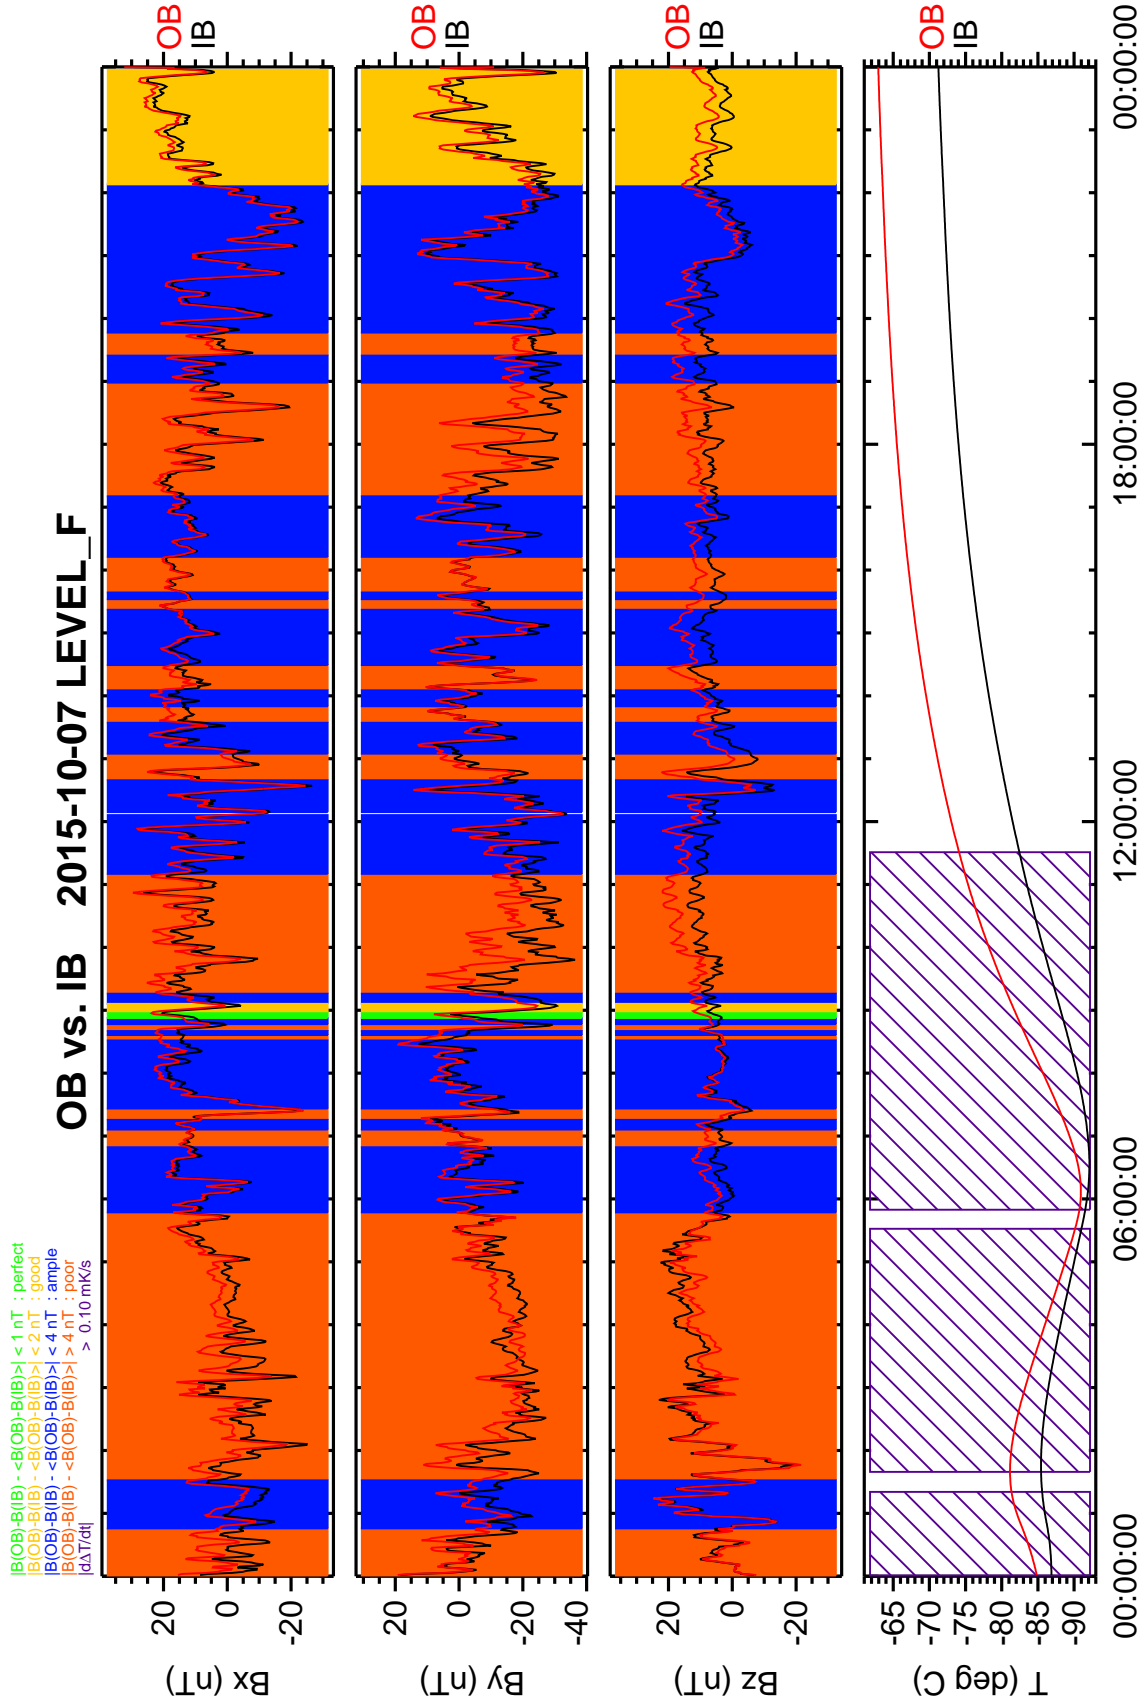 OB vs. IB 2015-10-07 LEVEL_F
|B(OB)-B(IB) - <B(OB)-B(IB)>| < 1 nT : perfect
|B(OB)-B(IB) - <B(OB)-B(IB)>| < 2 nT : good
|B(OB)-B(IB) - <B(OB)-B(IB)>| < 4 nT : ample
|B(OB)-B(IB) - <B(OB)-B(IB)>| > 4 nT : poor
|dΔT/dt| > 0.10 mK/s
Bx (nT)
20
0
-20
OB
IB
By (nT)
20
0
-20
-40
OB
IB
Bz (nT)
20
0
-20
OB
IB
T (deg C)
-65
-70
-75
-80
-85
-90
OB
IB
00:00:00
06:00:00
12:00:00
18:00:00
00:00:00